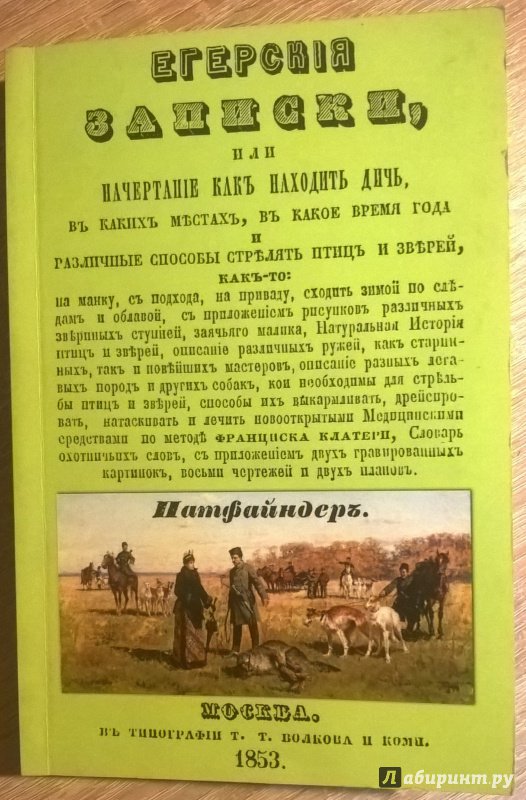 ЕГЕРСКІЯ
ЗАПИСКИ,
ИЛИ
НАЧЕРТАНІЕ КАКЪ НАХОДИТЬ ДИЧЬ,
ВЪ КАКИХЪ МѢСТАХЪ, ВЪ КАКОЕ ВРЕМЯ ГОДА
И
РАЗЛИЧНЫЕ СПОСОБЫ СТРѢЛЯТЬ ПТИЦЪ И ЗВѢРЕЙ,
КАКЪ-ТО:
на манку, съ подхода, на приваду, сходить зимой по слѣ-
дамъ и облавой, съ приложеніемъ рисунковъ различныхъ
звѣриныхъ ступней, заячьяго малика, Натуральная Исторія
птицъ и звѣрей, описаніе различныхъ ружей, какъ старин-
ныхъ, такъ и новѣйшихъ мастеровъ, описаніе разныхъ лега-
выхъ породъ и другихъ собакъ, кои необходимы для стрѣль-
бы птицъ и звѣрей, способы ихъ выкармливать, дрейсиро-
вать, натаскивать и лечить новооткрытыми Медицинскими
средствами по методѣ ФРАНЦИСКА КЛАТЕРИ, Словарь
охотничьихъ словъ, съ приложеніемъ двухъ гравированныхъ
картинокъ, восьми чертежей и двухъ плановъ.
Патфайндеръ.
МОСКВА.
ВЪ ТИПОГРАФІИ Т. Т. ВОЛКОВА И КОМП.
1853.
Лабиринт.ру